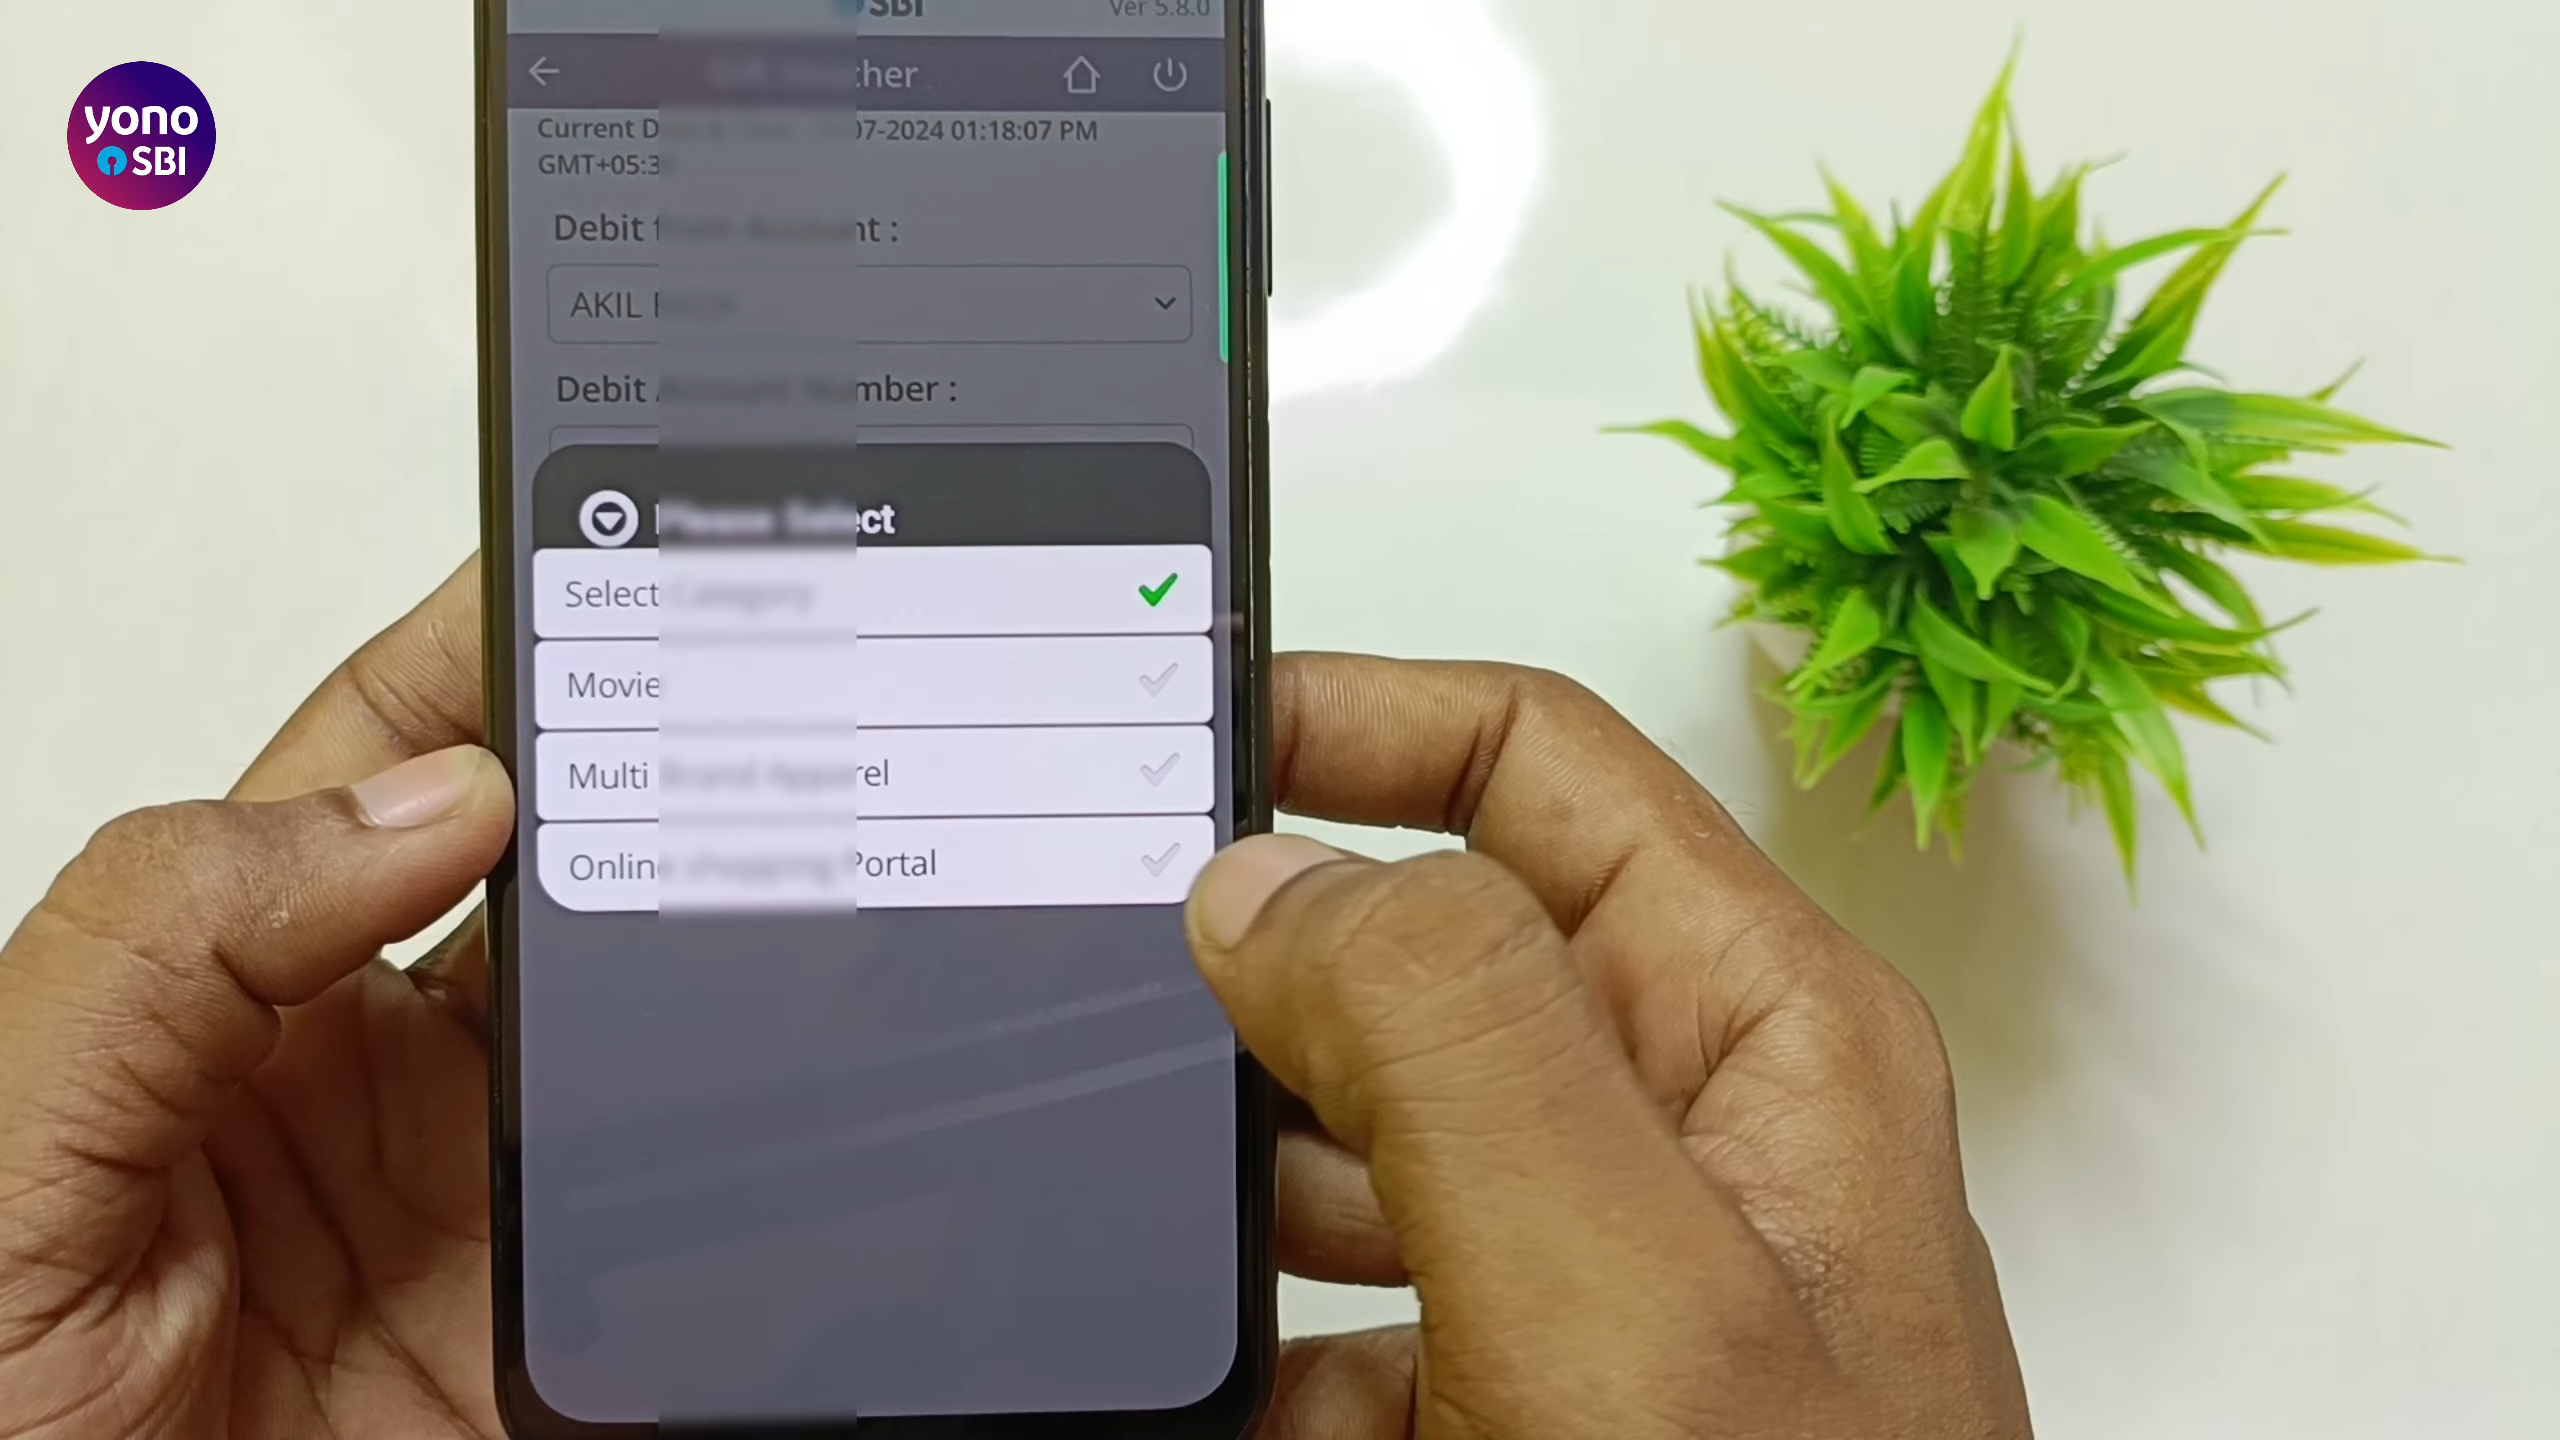 yono
SBI
SBI
Ver 5.8.0
Voucher
Current D 07-2024 01:18:07 PM
GMT+05:3
Debit from Account :
AKIL
Debit Account Number :
Please Select
Select Category
Movie
Multi Brand Apparel
Online shopping Portal